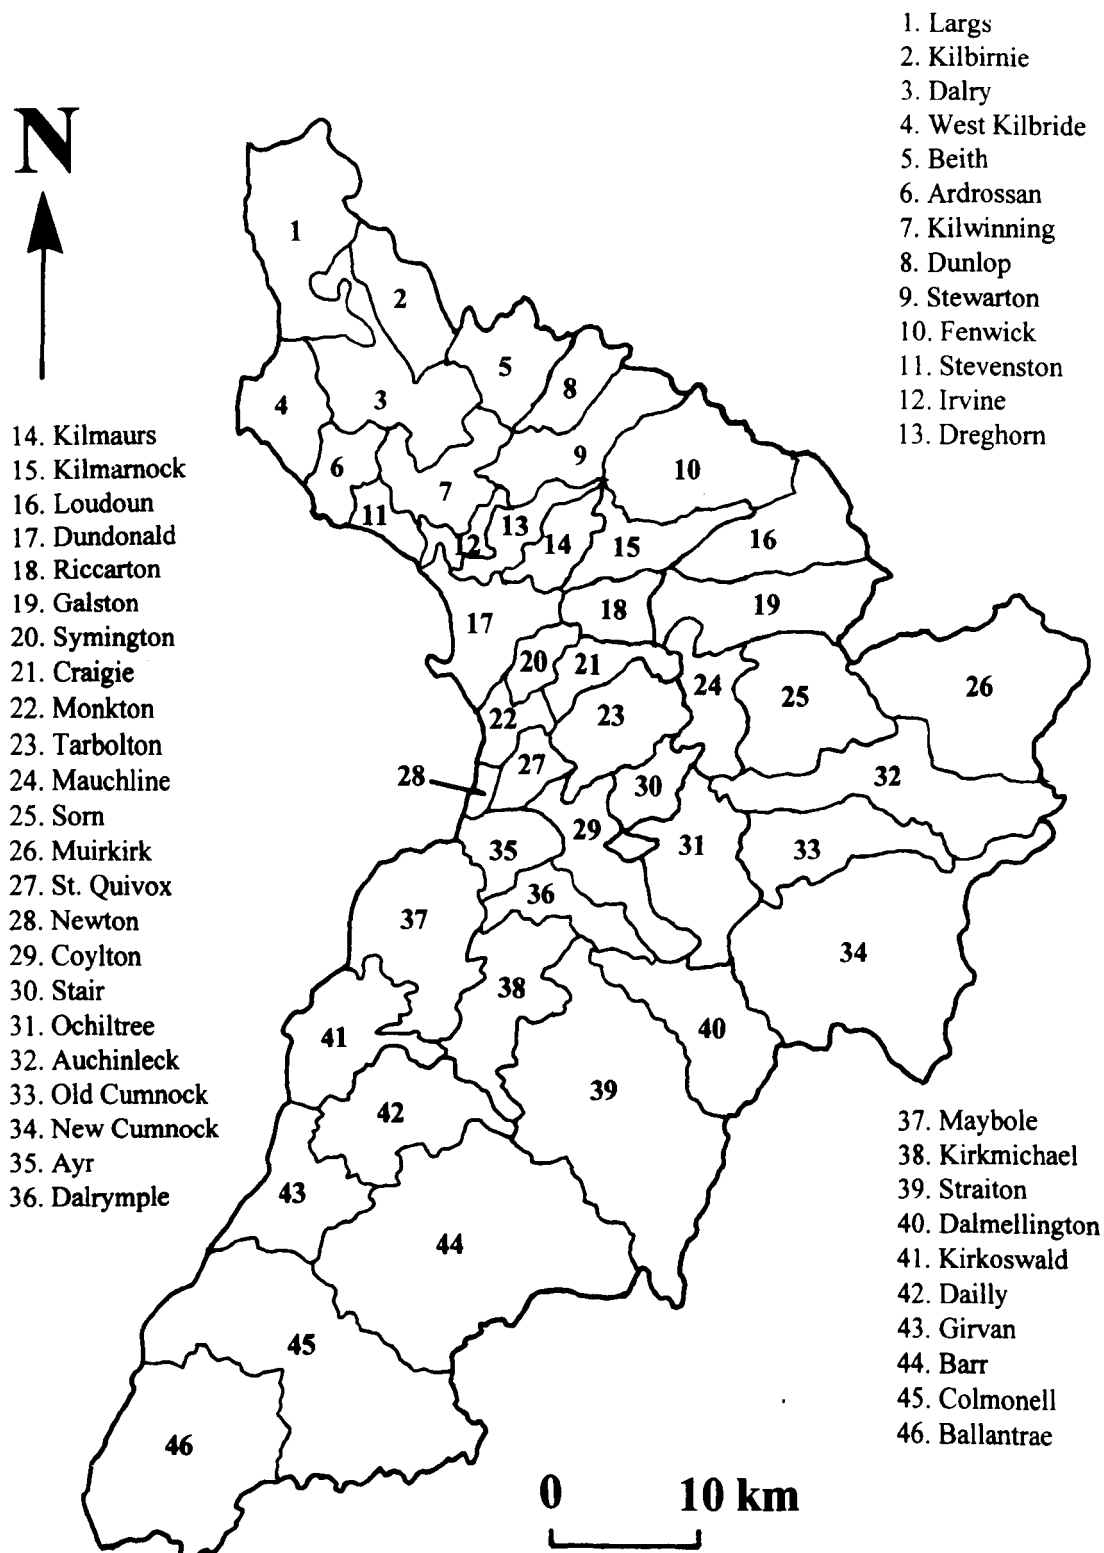 1. Largs
2. Kilbirnie
3. Dalry
4. West Kilbride
5. Beith
6. Ardrossan
7. Kilwinning
8. Dunlop
9. Stewarton
10. Fenwick
11. Stevenston
12. Irvine
13. Dreghorn
N
14. Kilmaurs
15. Kilmarnock
16. Loudoun
17. Dundonald
18. Riccarton
19. Galston
20. Symington
21. Craigie
22. Monkton
23. Tarbolton
24. Mauchline
25. Sorn
26. Muirkirk
27. St. Quivox
28. Newton
29. Coylton
30. Stair
31. Ochiltree
32. Auchinleck
33. Old Cumnock
34. New Cumnock
35. Ayr
36. Dalrymple
37. Maybole
38. Kirkmichael
39. Straiton
40. Dalmellington
41. Kirkoswald
42. Dailly
43. Girvan
44. Barr
45. Colmonell
46. Ballantrae
1
2
3
4
5
6
7
8
9
10
11
12
13
14
15
16
17
18
19
20
21
22
23
24
25
26
27
28
29
30
31
32
33
34
35
36
37
38
39
40
41
42
43
44
45
46
0 10 km